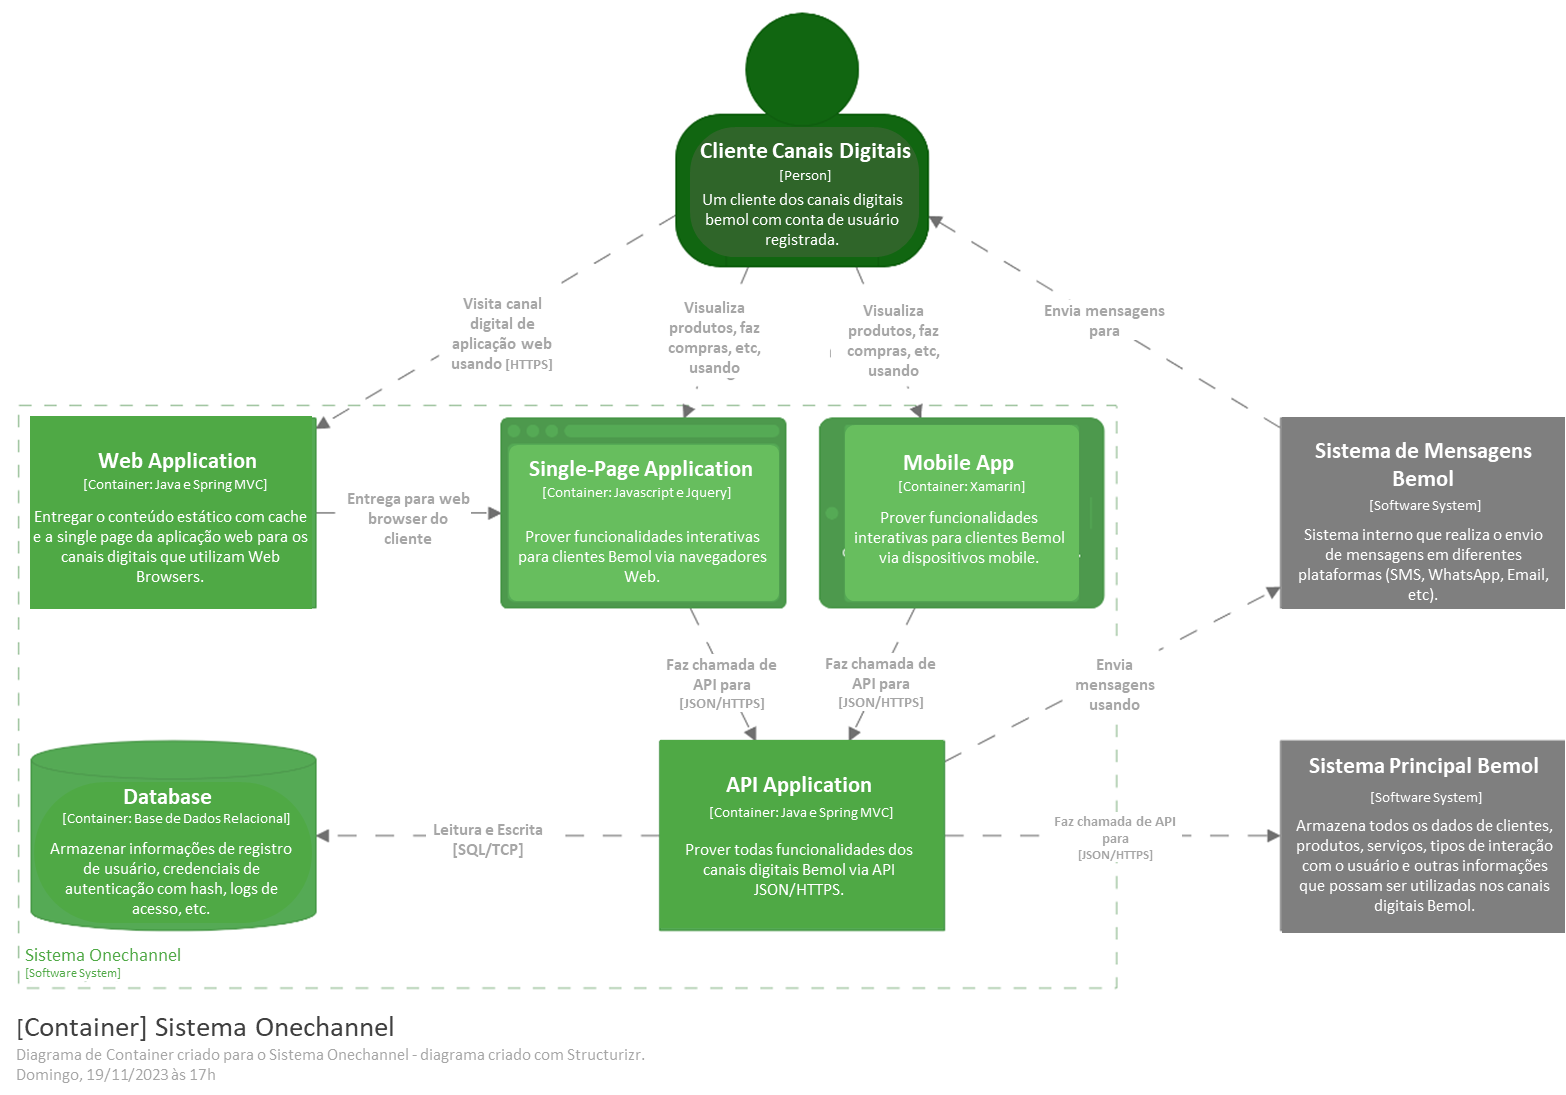 Cliente Canais Digitais
[Person]
Um cliente dos canais digitais
bemol com conta de usuário
registrada.
Visita canal
digital de
aplicação web
usando [HTTPS]
Visualiza
produtos, faz
compras, etc,
usando
Visualiza
produtos, faz
compras, etc,
usando
Envia mensagens
para
Web Application
[Container: Java e Spring MVC]
Entregar o conteúdo estático com cache
e a single page da aplicação web para os
canais digitais que utilizam Web
Browsers.
Entrega para web
browser do
cliente
Single-Page Application
[Container: Javascript e Jquery]
Prover funcionalidades interativas
para clientes Bemol via navegadores
Web.
Mobile App
[Container: Xamarin]
Prover funcionalidades
interativas para clientes Bemol
via dispositivos mobile.
Sistema de Mensagens
Bemol
[Software System]
Sistema interno que realiza o envio
de mensagens em diferentes
plataformas (SMS, WhatsApp, Email,
etc).
Faz chamada de
API para
[JSON/HTTPS]
Faz chamada de
API para
[JSON/HTTPS]
Envia
mensagens
usando
Database
[Container: Base de Dados Relacional]
Armazenar informações de registro
de usuário, credenciais de
autenticação com hash, logs de
acesso, etc.
Leitura e Escrita
[SQL/TCP]
API Application
[Container: Java e Spring MVC]
Prover todas funcionalidades dos
canais digitais Bemol via API
JSON/HTTPS.
Faz chamada de API
para
[JSON/HTTPS]
Sistema Principal Bemol
[Software System]
Armazena todos os dados de clientes,
produtos, serviços, tipos de interação
com o usuário e outras informações
que possam ser utilizadas nos canais
digitais Bemol.
Sistema Onechannel
[Software System]
[Container] Sistema Onechannel
Diagrama de Container criado para o Sistema Onechannel - diagrama criado com Structurizr.
Domingo, 19/11/2023 às 17h